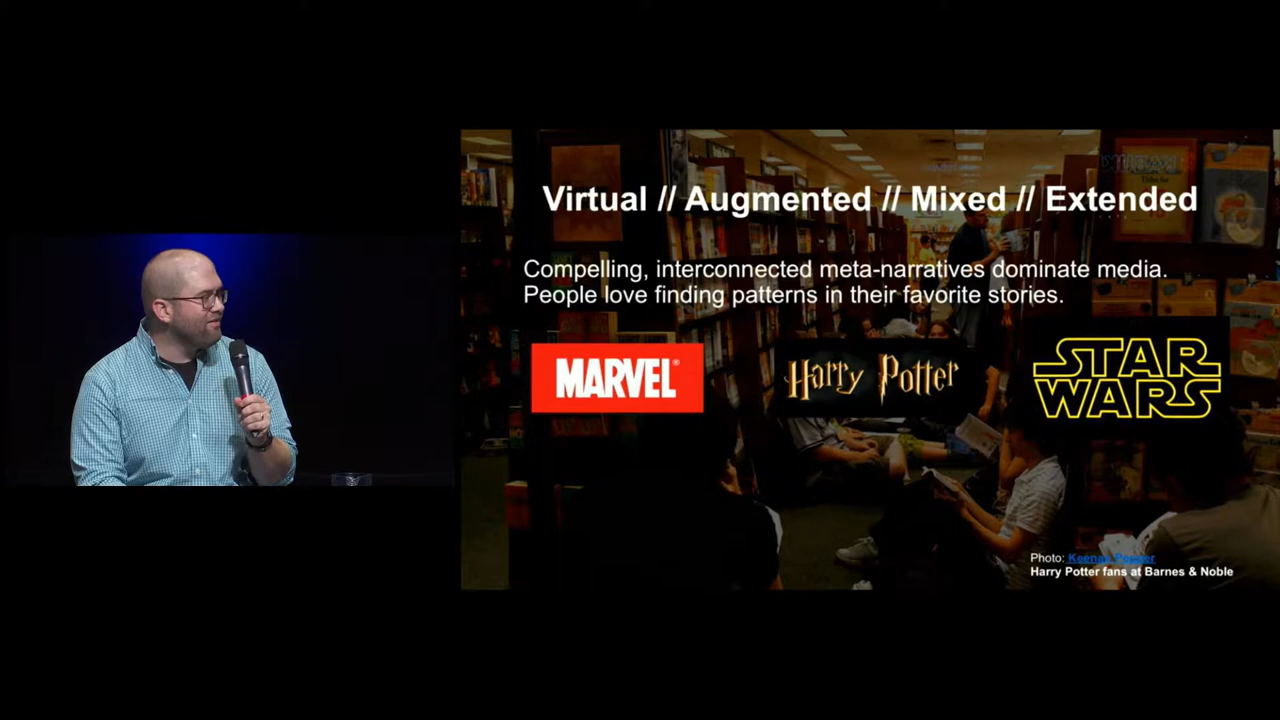 Virtual // Augmented // Mixed // Extended
Compelling, interconnected meta-narratives dominate media.
People love finding patterns in their favorite stories.
MARVEL®
Harry Potter
STAR
WARS
Photo:
Harry Potter fans at Barnes & Noble